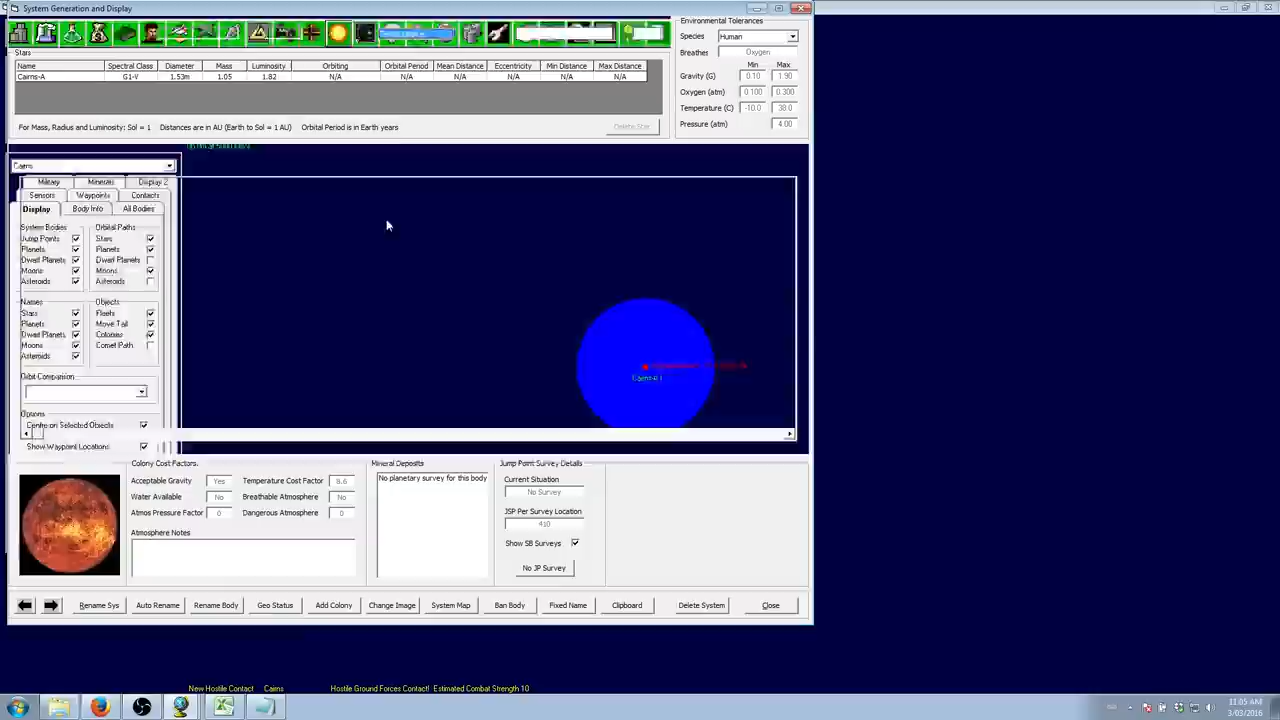 System Generation and Display
Stars
Name Spectral Class Diameter Mass Luminosity Orbiting Orbital Period Mean Distance Eccentricity Min Distance Max Distance
Cairns-A G1-V 1.53m 1.05 1.82 N/A N/A N/A N/A N/A N/A
For Mass, Radius and Luminosity: Sol = 1 Distances are in AU (Earth to Sol = 1 AU) Orbital Period is in Earth years
Delete Star
Environmental Tolerances
Species Human
Breathes Oxygen
Min Max
Gravity (G) 0.10 1.90
Oxygen (atm) 0.100 0.300
Temperature (C) -10.0 38.0
Pressure (atm) 4.00
Cairns
Military Minerals Display 2
Sensors Waypoints Contacts
Display Body Info All Bodies
System Bodies Orbital Paths
Jump Points Stars
Planets Planets
Dwarf Planets Dwarf Planets
Moons Moons
Asteroids Asteroids
Names Objects
Stars Fleets
Planets Move Tail
Dwarf Planets Colonies
Moons Comet Path
Asteroids
Orbit Comparison
Options
Centre on Selected Objects
Show Waypoint Locations
Colony Cost Factors.
Acceptable Gravity Yes Temperature Cost Factor 8.6
Water Available No Breathable Atmosphere No
Atmos Pressure Factor 0 Dangerous Atmosphere 0
Atmosphere Notes
Mineral Deposits
No planetary survey for this body
Jump Point Survey Details
Current Situation
No Survey
JSP Per Survey Location
410
Show SB Surveys
No JP Survey
Rename Sys Auto Rename Rename Body Geo Status Add Colony Change Image System Map Ban Body Fixed Name Clipboard Delete System Close
New Hostile Contact Cairns Hostile Ground Forces Contact! Estimated Combat Strength 10
11:05 AM
3/03/2016